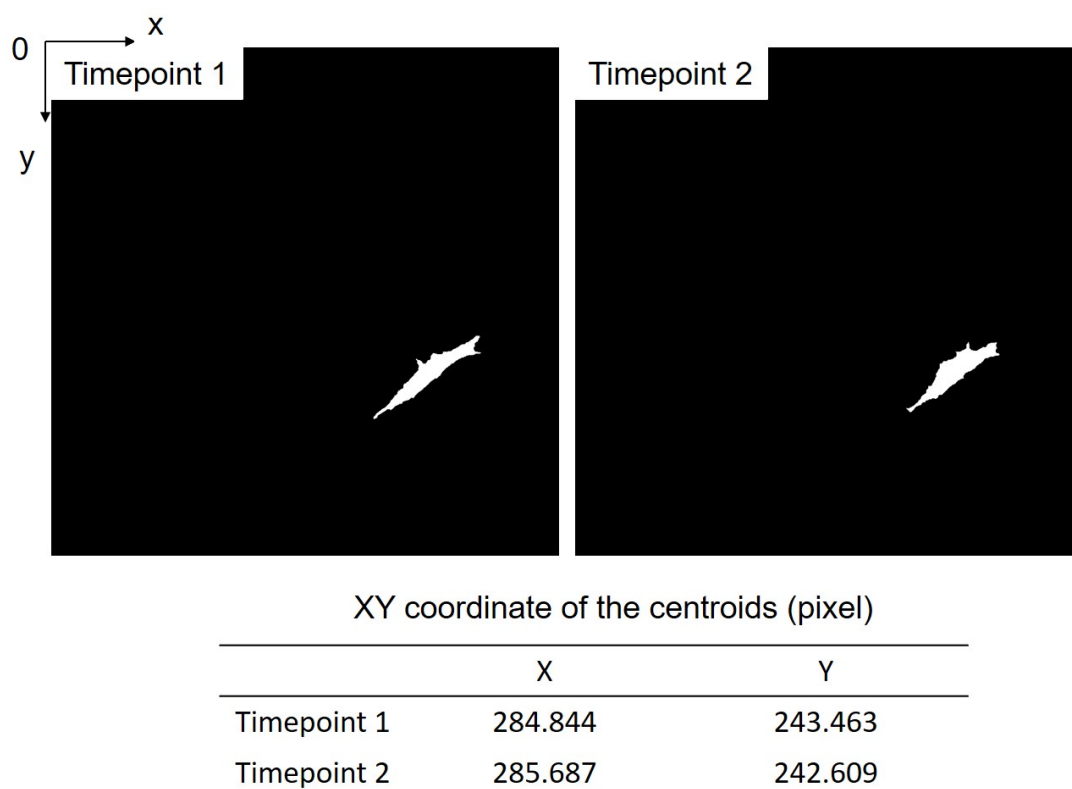 x
0
Timepoint 1
Timepoint 2
y
XY coordinate of the centroids (pixel)
X Y
Timepoint 1 284.844 243.463
Timepoint 2 285.687 242.609